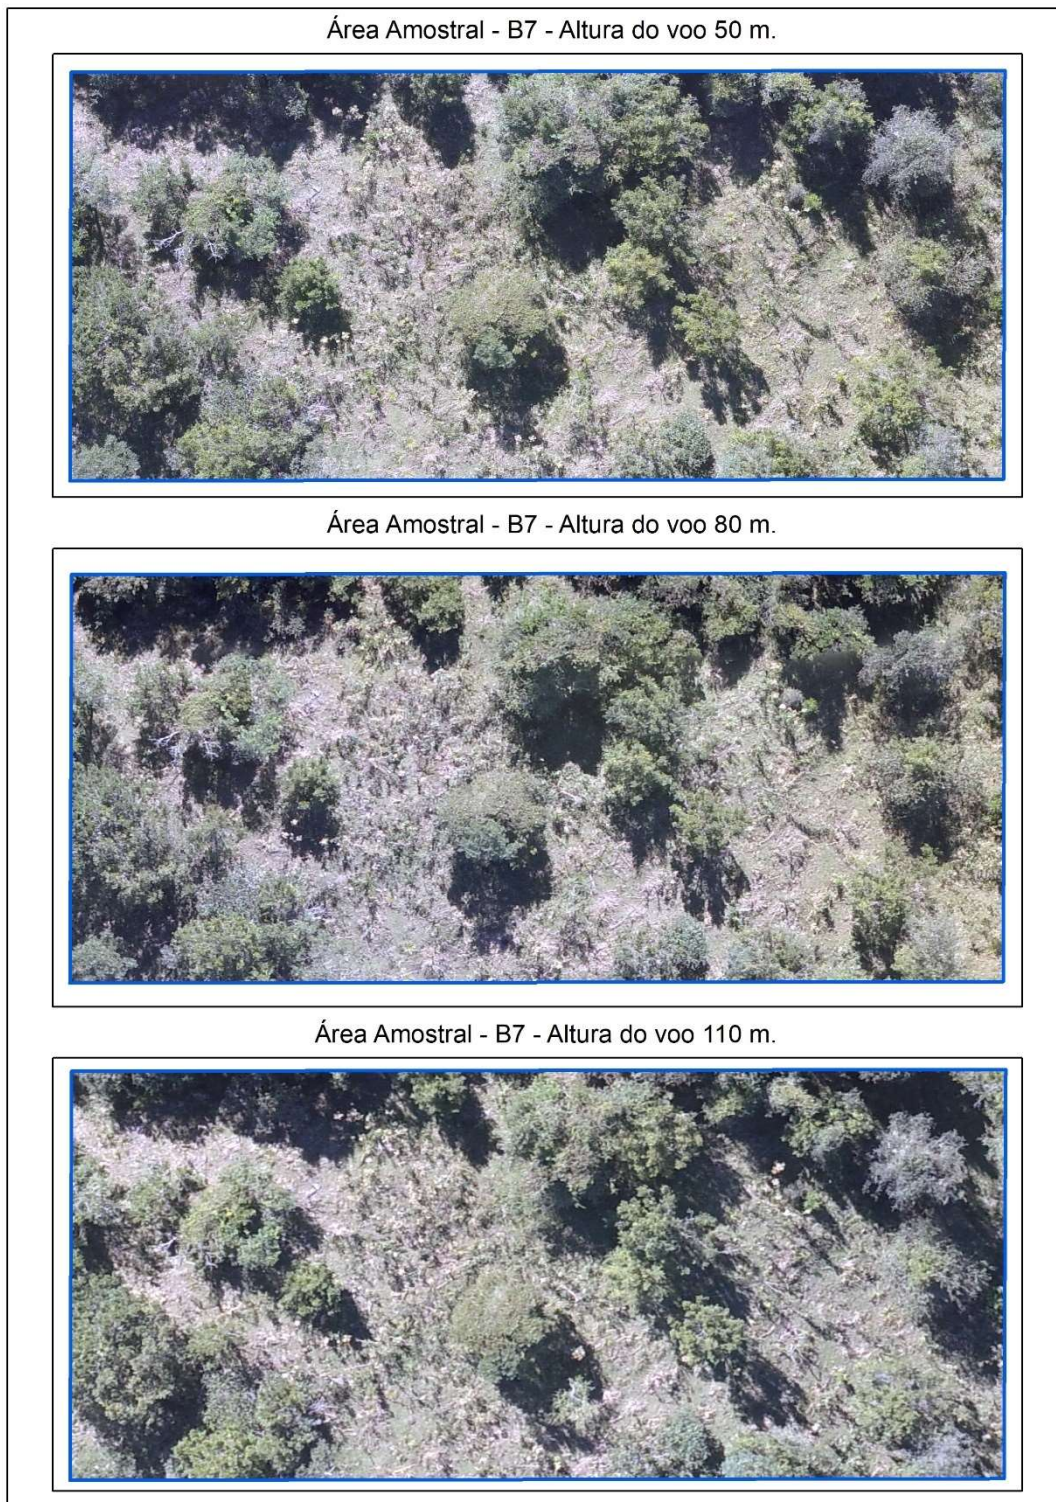 Área Amostral - B7 - Altura do voo 50 m.
Área Amostral - B7 - Altura do voo 80 m.
Área Amostral - B7 - Altura do voo 110 m.